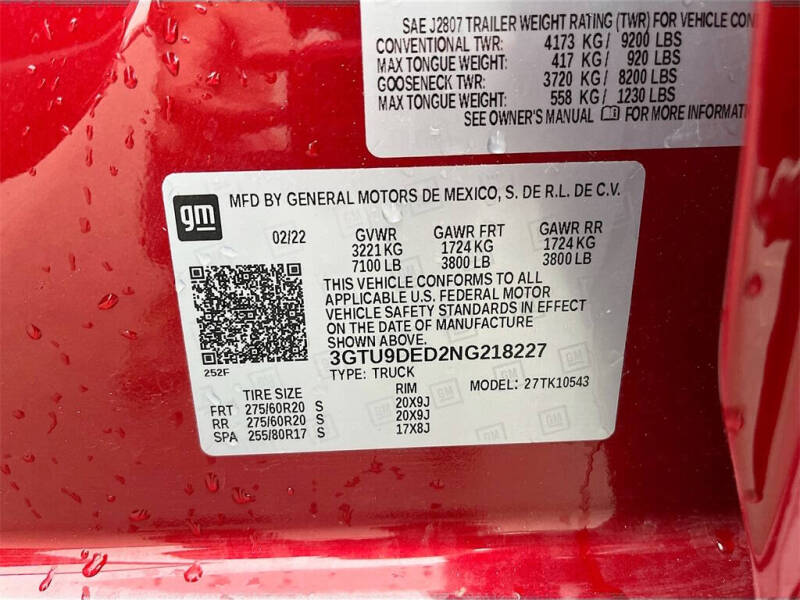 SAE J2807 TRAILER WEIGHT RATING (TWR) FOR VEHICLE
CONVENTIONAL TWR: 4173 KG / 9200 LBS
MAX TONGUE WEIGHT: 417 KG / 920 LBS
GOOSENECK TWR: 3720 KG / 8200 LBS
MAX TONGUE WEIGHT: 558 KG / 1230 LBS
SEE OWNER'S MANUAL FOR MORE
gm MFD BY GENERAL MOTORS DE MEXICO, S. DE R.L. DE C.V.
02/22 GVWR GAWR FRT GAWR RR
3221 KG 1724 KG 1724 KG
7100 LB 3800 LB 3800 LB
THIS VEHICLE CONFORMS TO ALL
APPLICABLE U.S. FEDERAL MOTOR
VEHICLE SAFETY STANDARDS IN EFFECT
ON THE DATE OF MANUFACTURE
SHOWN ABOVE.
252F 3GTU9DED2NG218227
TYPE: TRUCK MODEL: 27TK10543
TIRE SIZE RIM
FRT 275/60R20 S 20X9J
RR 275/60R20 S 20X9J
SPA 255/80R17 S 17X8J